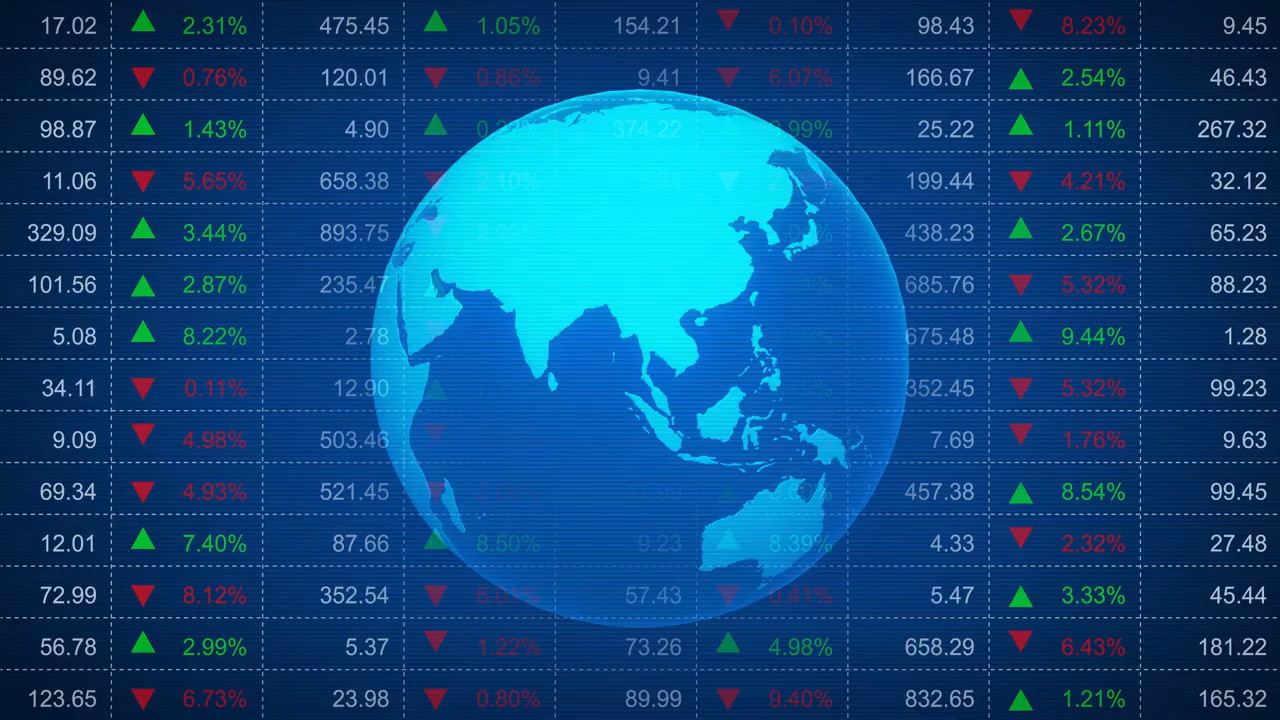 17.02 ▲ 2.31% 475.45 ▲ 1.05% 154.21 ▼ 0.10% 98.43 ▼ 8.23% 9.45
89.62 ▼ 0.76% 120.01 ▼ 0.86% 9.41 ▼ 6.07% 166.67 ▲ 2.54% 46.43
98.87 ▲ 1.43% 4.90 ▲ 374.22 25.22 ▲ 1.11% 267.32
11.06 ▼ 5.65% 658.38 ▼ 2.10% ▼ 199.44 ▼ 4.21% 32.12
329.09 ▲ 3.44% 893.75 ▼ 438.23 ▲ 2.67% 65.23
101.56 ▲ 2.87% 235.47 ▲ 685.76 ▼ 5.32% 88.23
5.08 ▲ 8.22% 2.78 ▼ 675.48 ▲ 9.44% 1.28
34.11 ▼ 0.11% 12.90 ▲ 352.45 ▼ 5.32% 99.23
9.09 ▼ 4.98% 503.46 ▼ 7.69 ▼ 1.76% 9.63
69.34 ▼ 4.93% 521.45 ▼ 11.99 ▲ 457.38 ▲ 8.54% 99.45
12.01 ▲ 7.40% 87.66 ▲ 8.50% 9.23 ▲ 8.39% 4.33 ▼ 2.32% 27.48
72.99 ▼ 8.12% 352.54 ▼ 6.01% 57.43 ▼ 0.41% 5.47 ▲ 3.33% 45.44
56.78 ▲ 2.99% 5.37 ▼ 1.22% 73.26 ▲ 4.98% 658.29 ▼ 6.43% 181.22
123.65 ▼ 6.73% 23.98 ▼ 0.80% 89.99 ▼ 9.40% 832.65 ▲ 1.21% 165.32